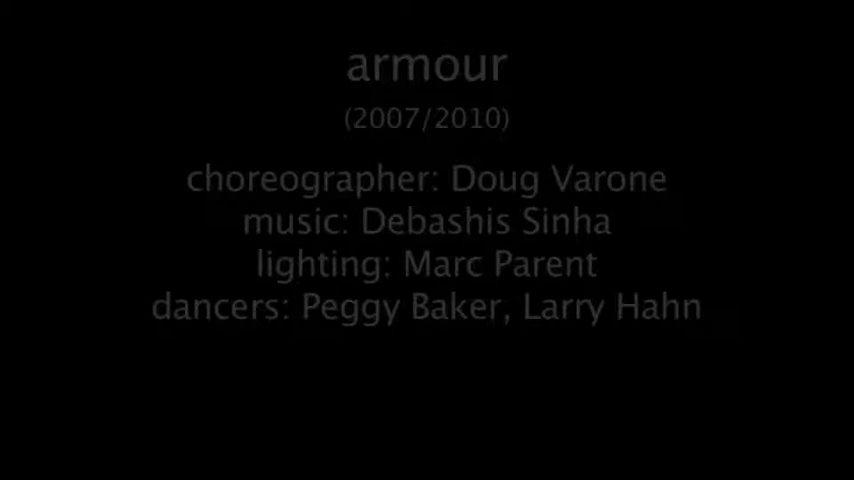 armour
(2007/2010)
choreographer: Doug Varone
music: Debashis Sinha
lighting: Marc Parent
dancers: Peggy Baker, Larry Hahn